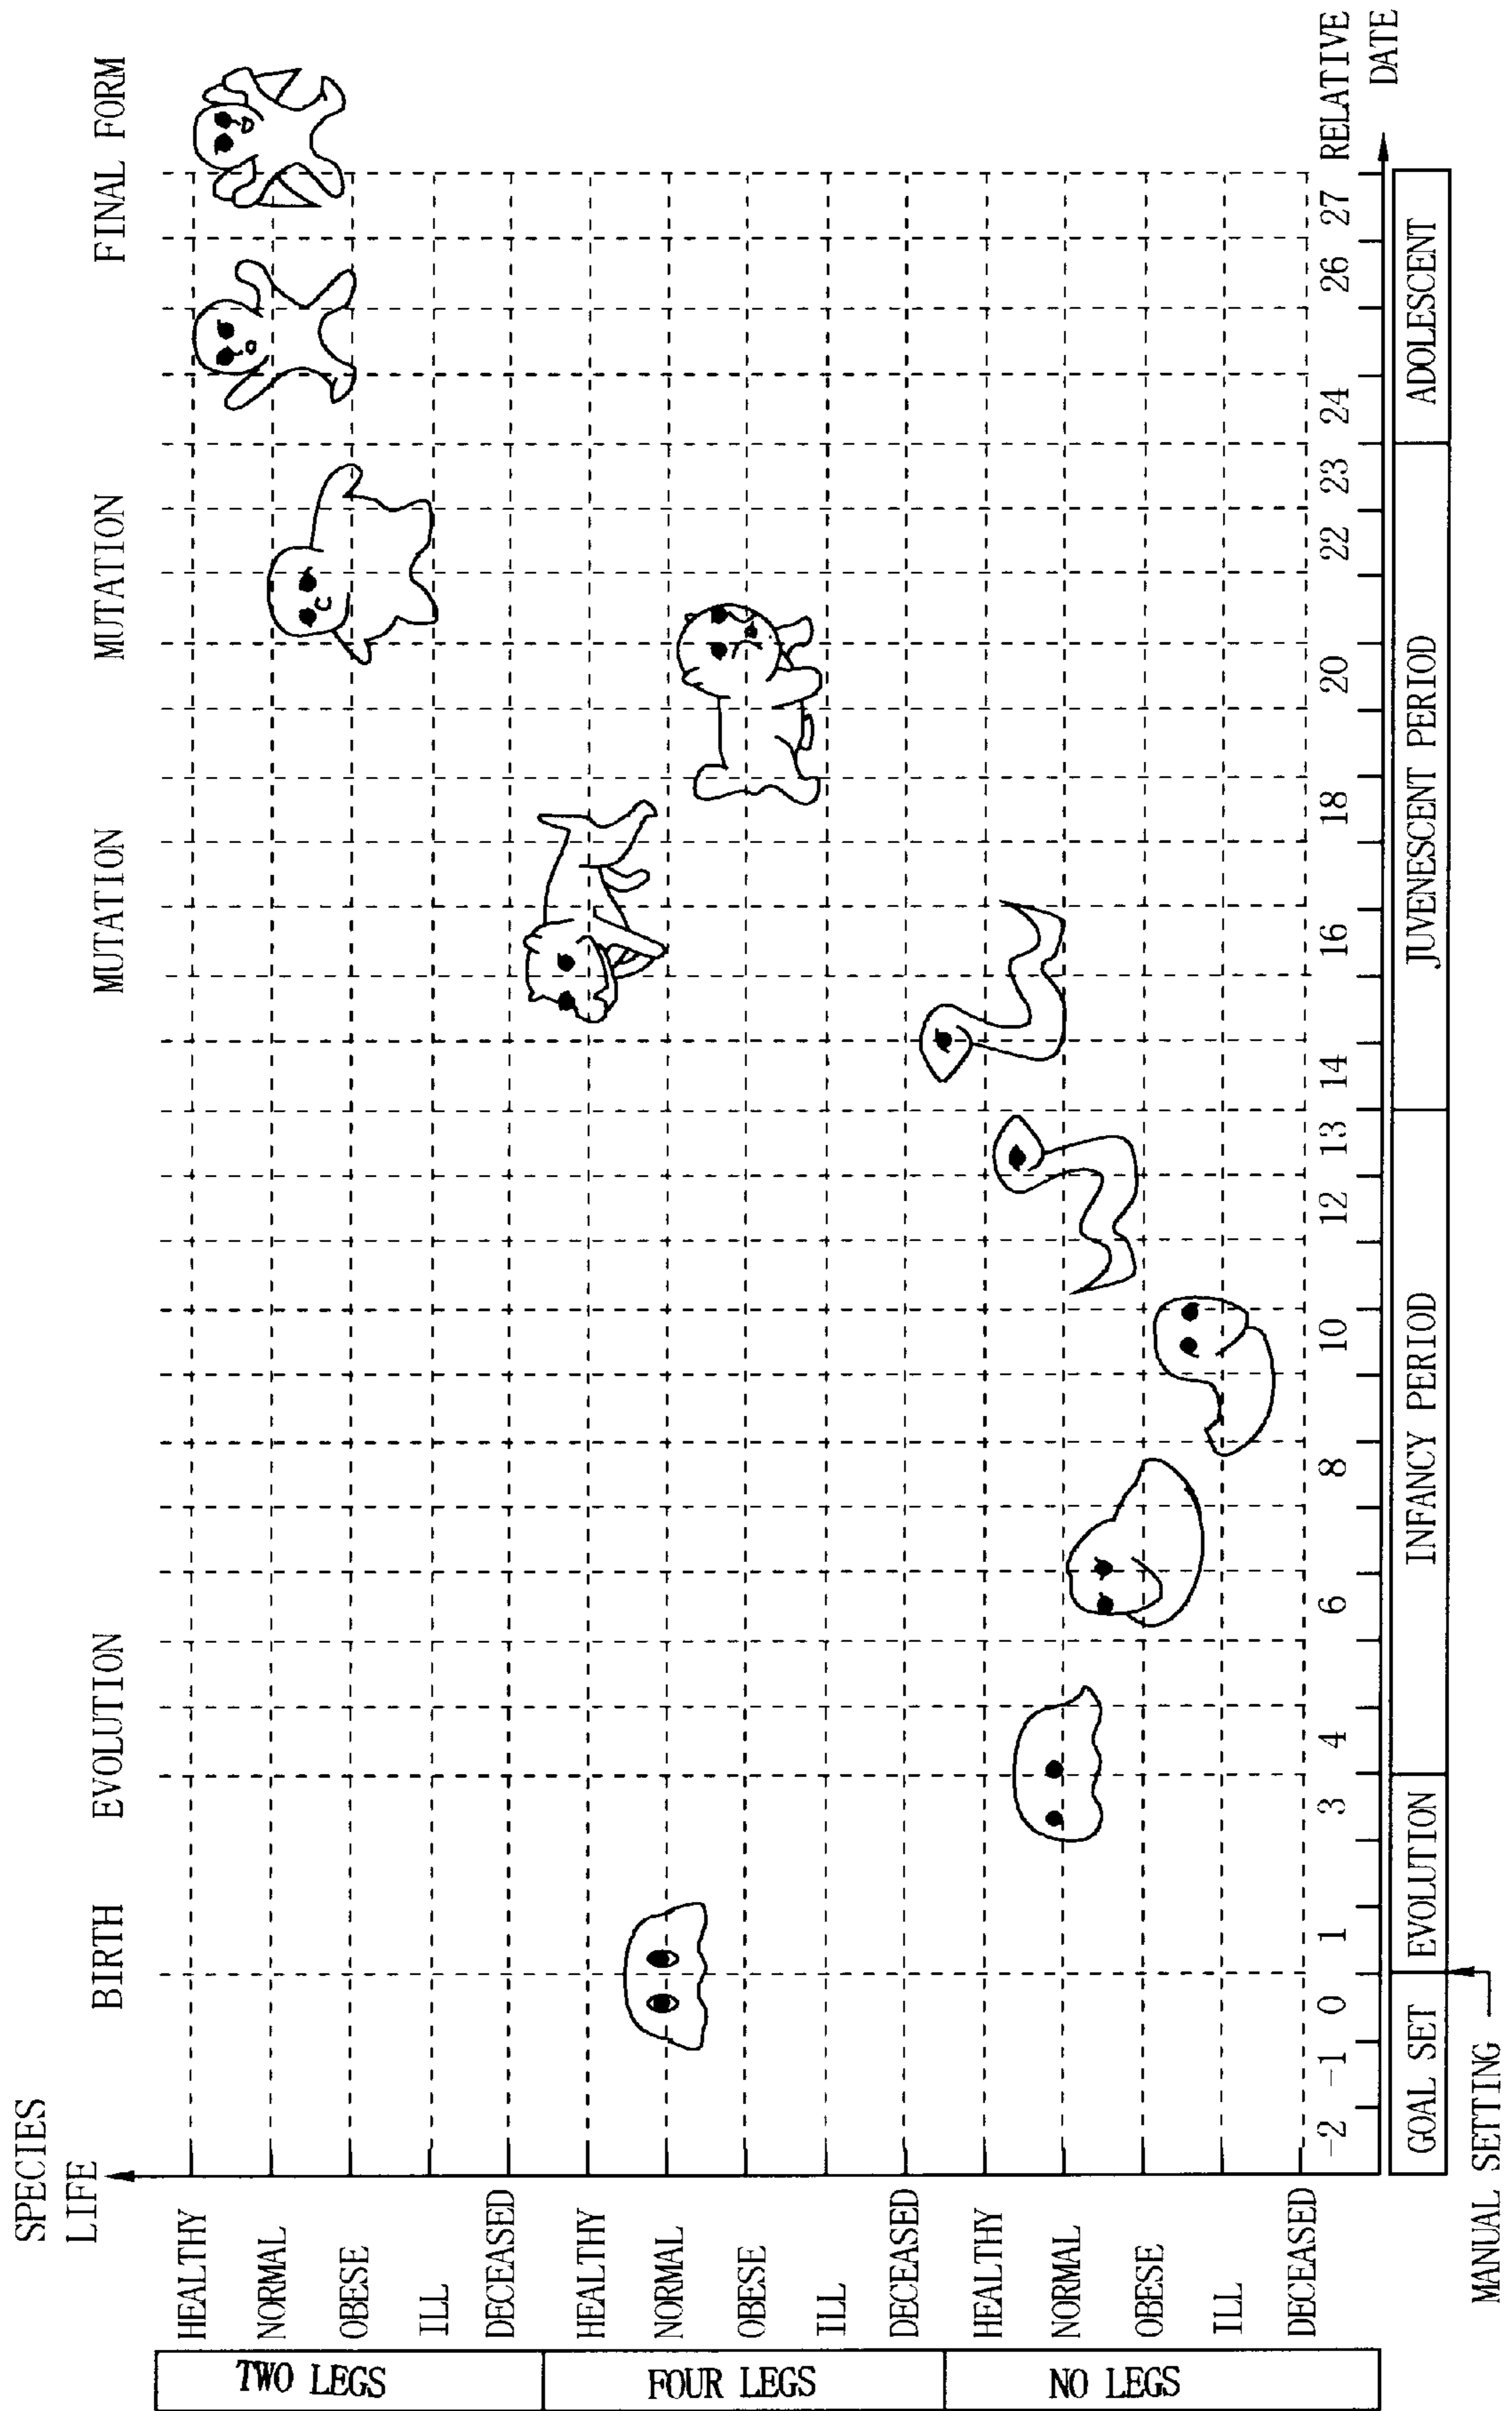 SPECIES
LIFE
BIRTH
EVOLUTION
MUTATION
MUTATION
FINAL FORM
TWO LEGS
HEALTHY
NORMAL
OBESE
ILL
DECEASED
FOUR LEGS
HEALTHY
NORMAL
OBESE
ILL
DECEASED
NO LEGS
HEALTHY
NORMAL
OBESE
ILL
DECEASED
-2 -1 0 1 3 4 6 8 10 12 13 14 16 18 20 22 23 24 26 27
RELATIVE
DATE
GOAL SET EVOLUTION INFANCY PERIOD JUVENESCENT PERIOD ADOLESCENT
MANUAL SETTING